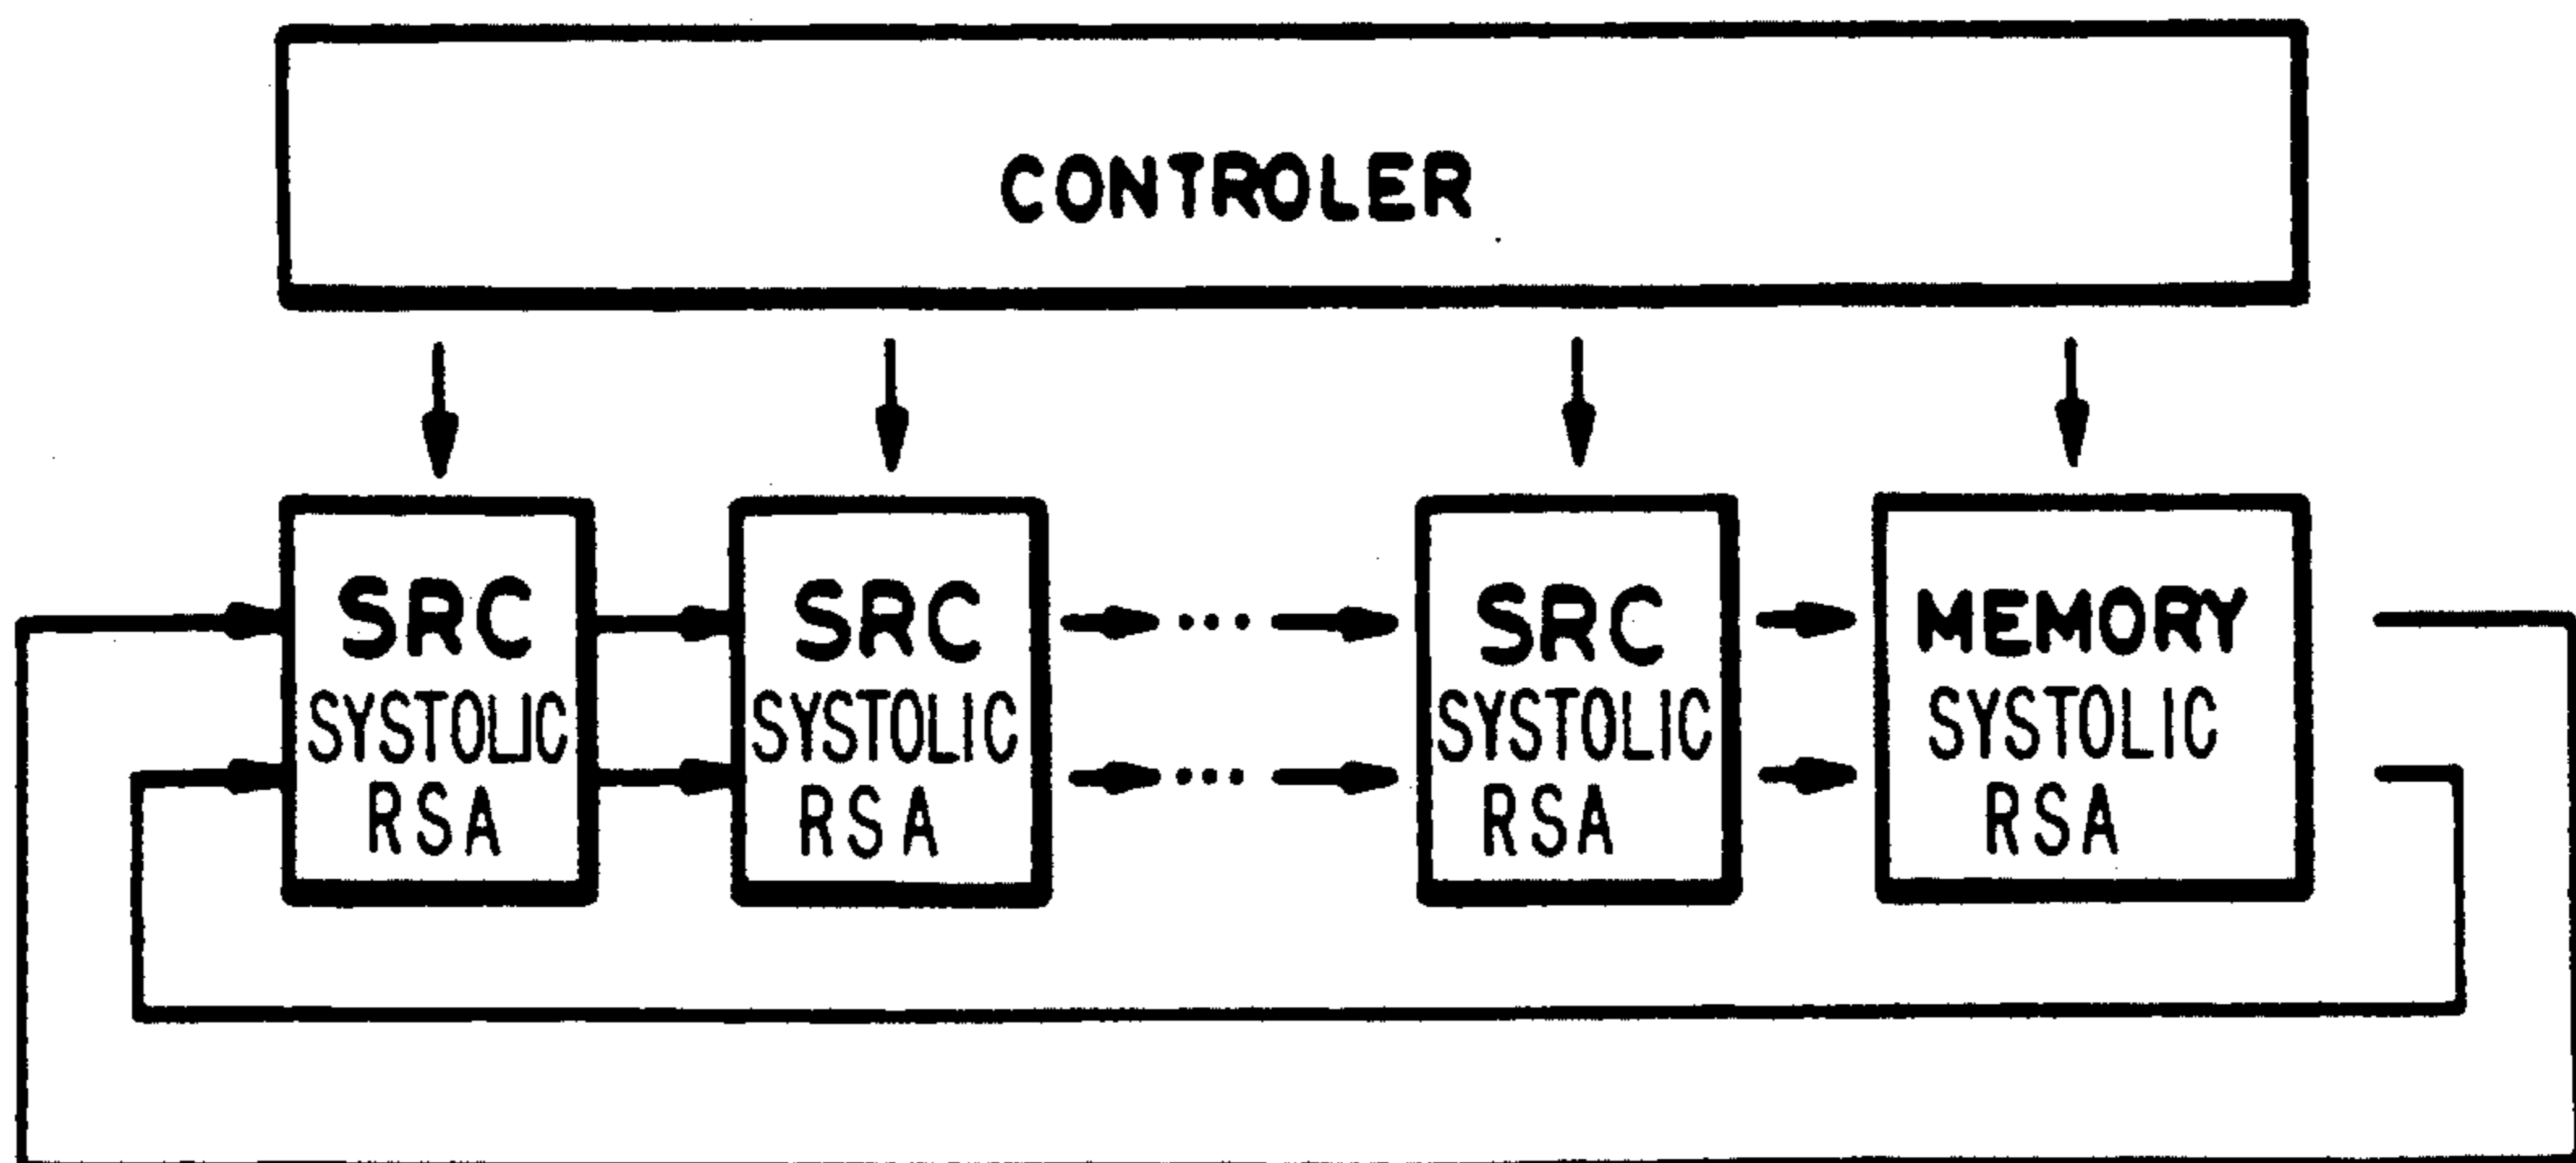 CONTROLER
SRC
SYSTOLIC
RSA
SRC
SYSTOLIC
RSA
...
...
SRC
SYSTOLIC
RSA
MEMORY
SYSTOLIC
RSA